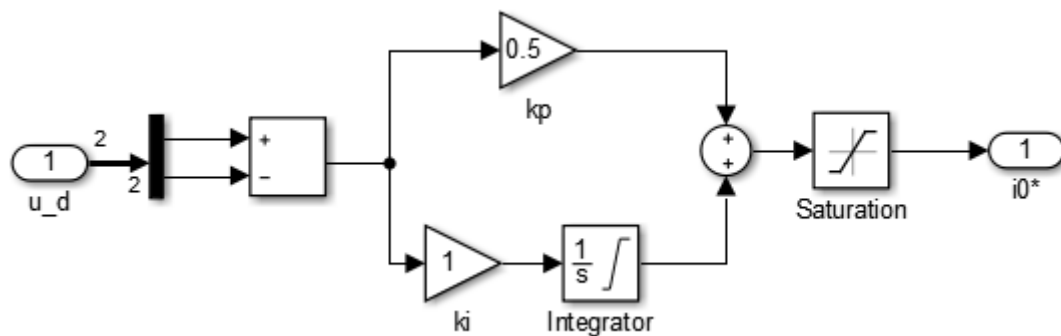 0.5
kp
2
1
2
u_d
+
−
+
+
Saturation
1
i0*
1
ki
1
s
Integrator